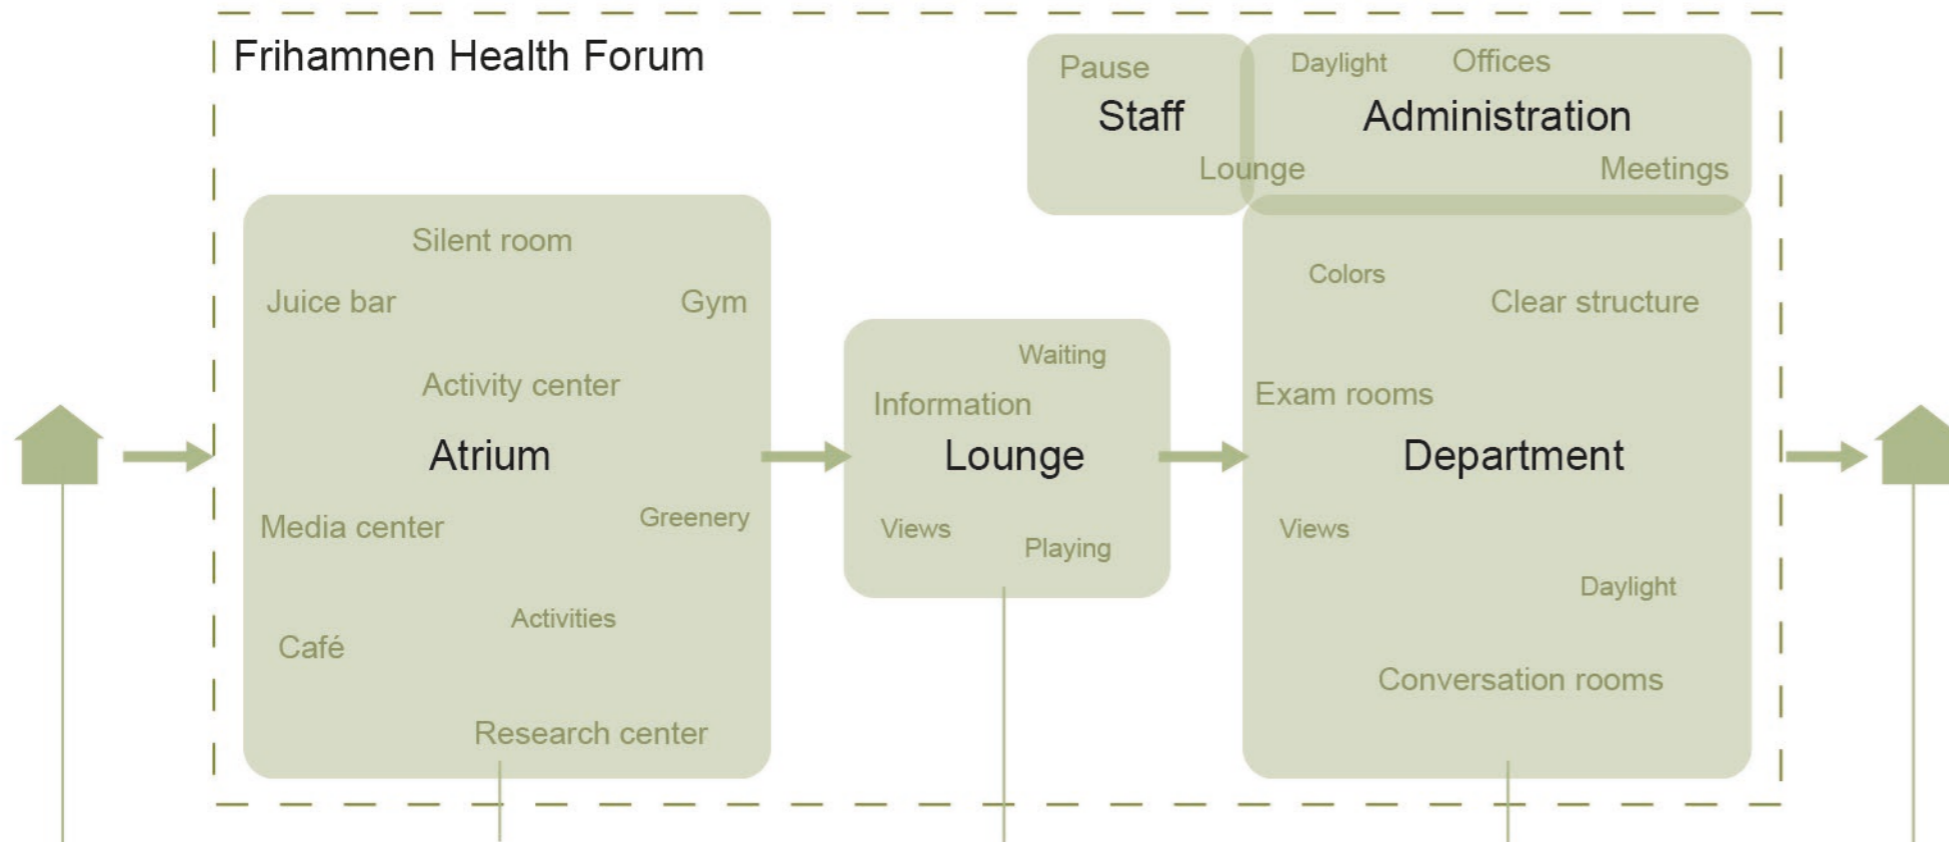 Frihamnen Health Forum
Pause
Staff
Lounge
Daylight
Offices
Administration
Meetings
Silent room
Juice bar
Gym
Activity center
Atrium
Media center
Greenery
Activities
Café
Research center
Waiting
Information
Lounge
Views
Playing
Colors
Clear structure
Exam rooms
Department
Views
Daylight
Conversation rooms